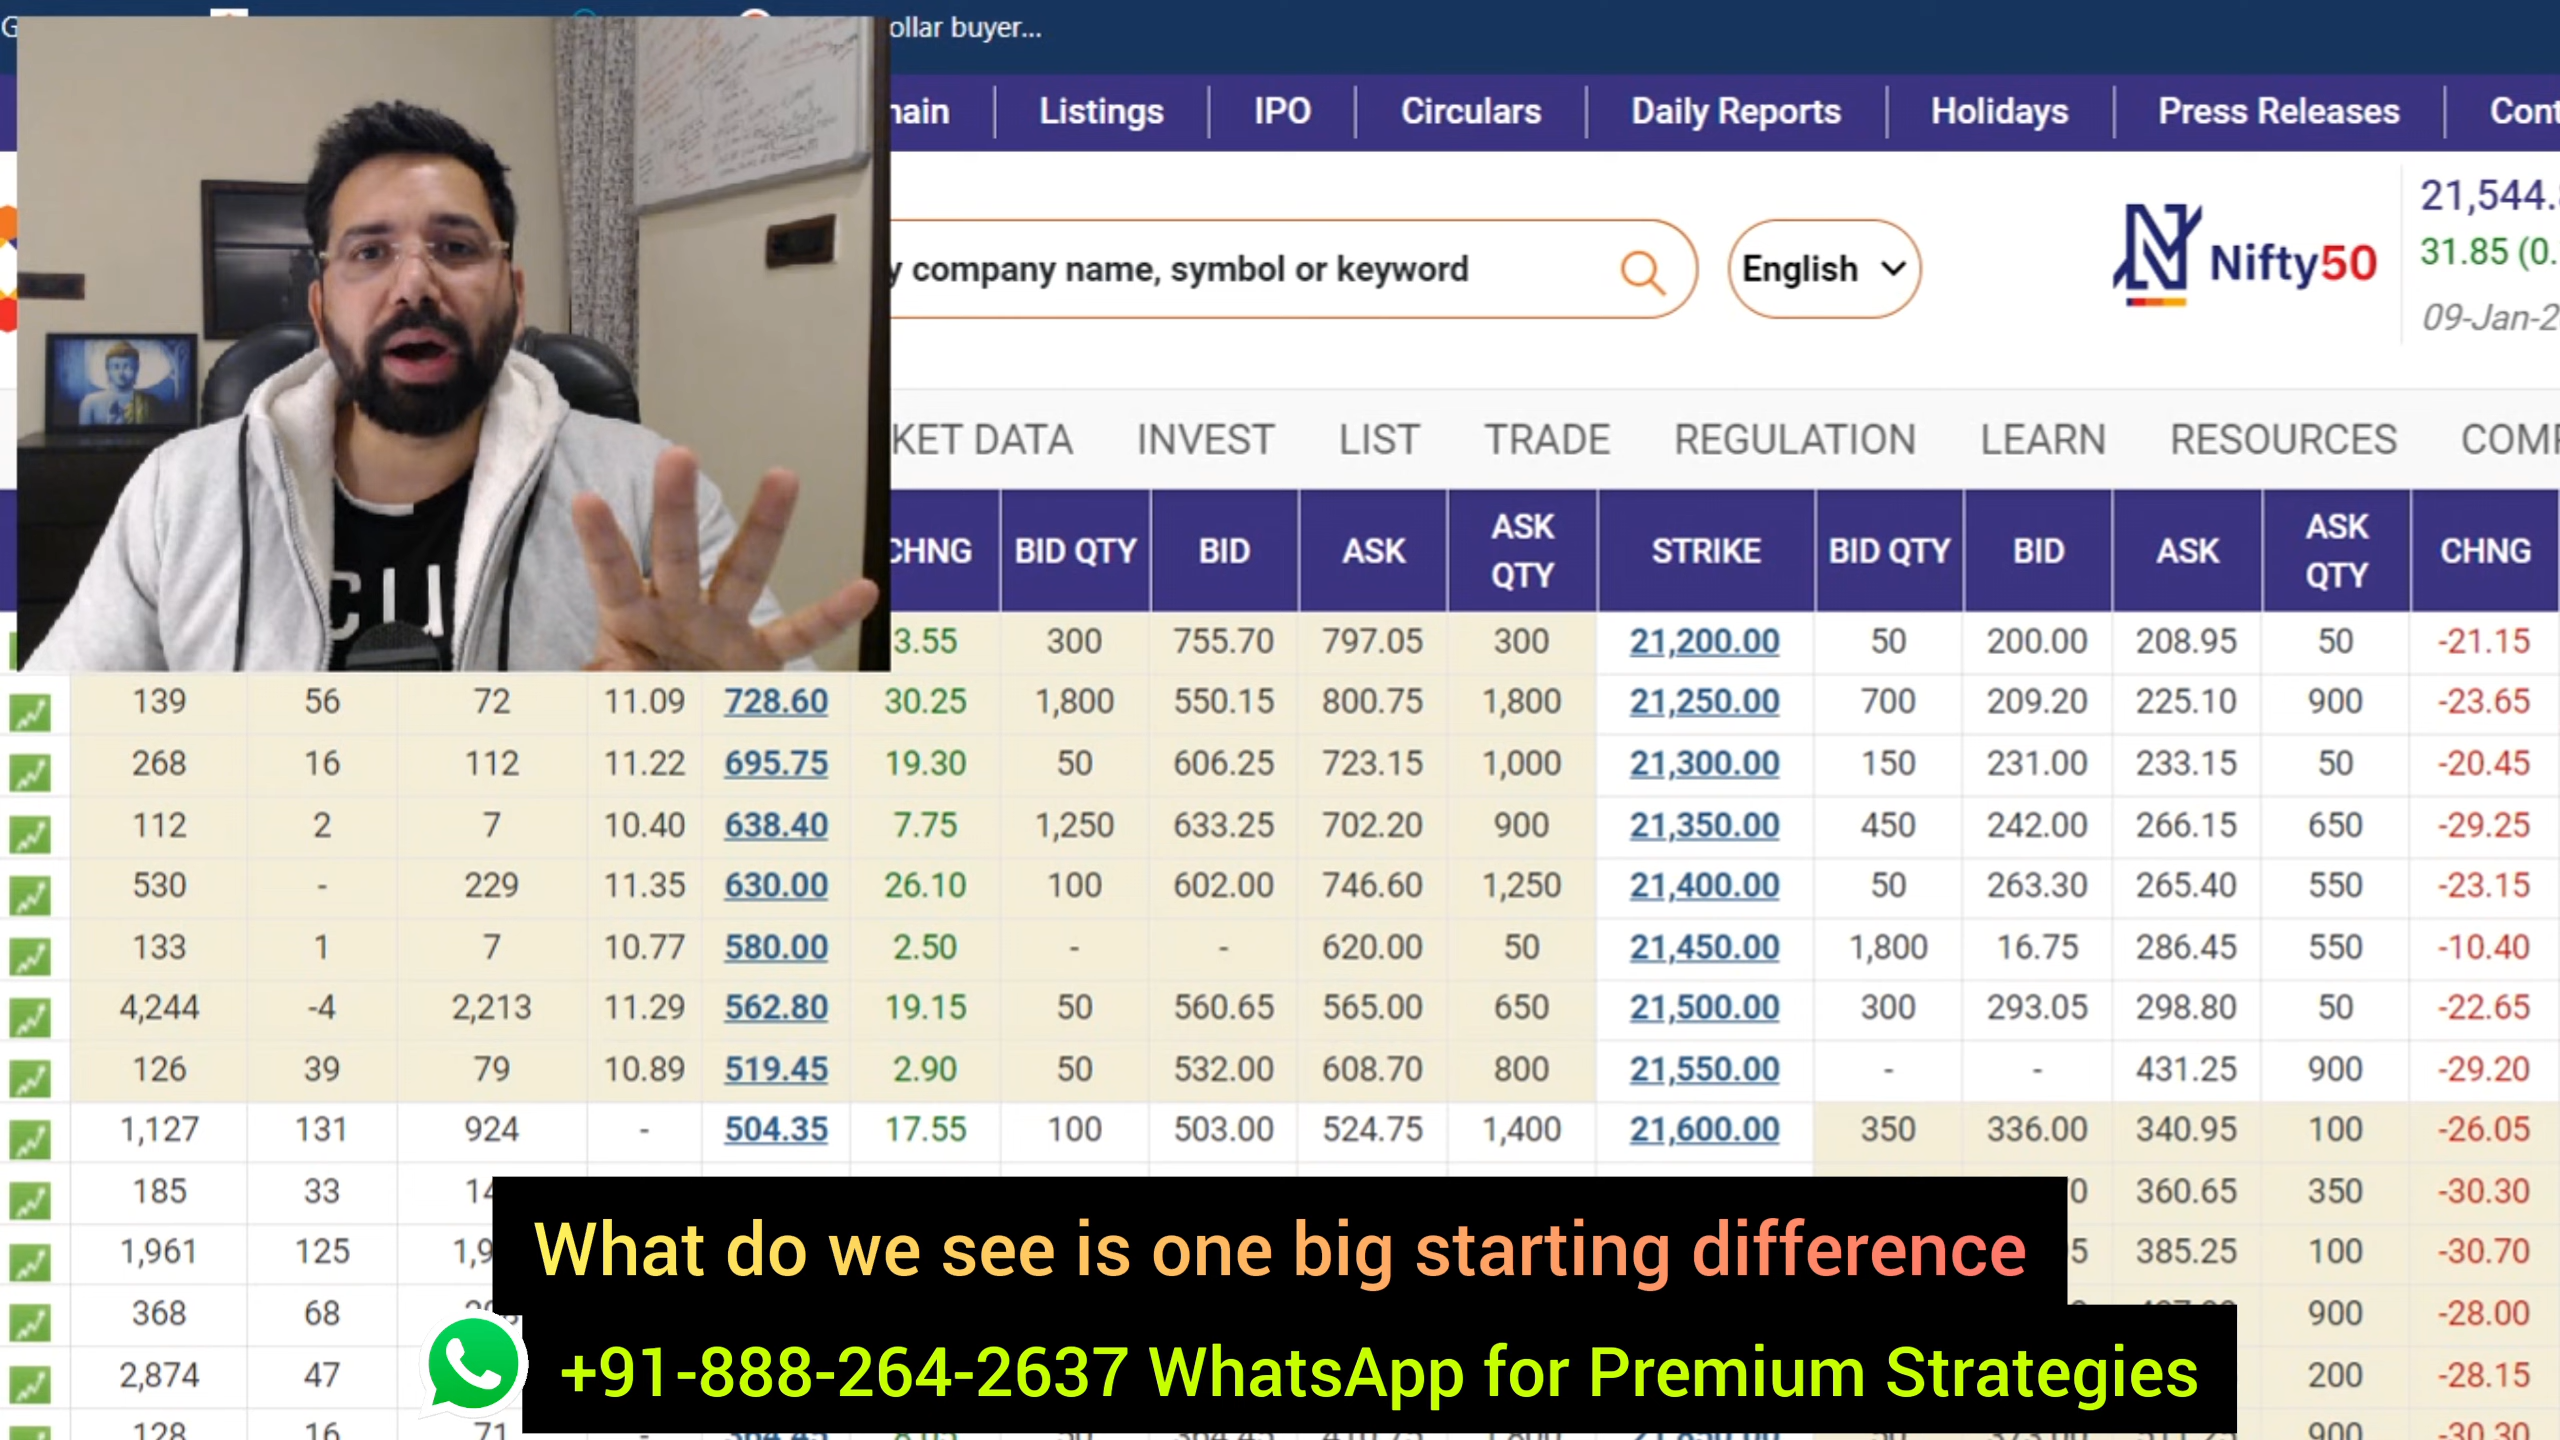 ollar buyer...
hain | Listings | IPO | Circulars | Daily Reports | Holidays | Press Releases | Cont
y company name, symbol or keyword
English
Nifty50
21,544.
31.85 (0.
09-Jan-2
KET DATA INVEST LIST TRADE REGULATION LEARN RESOURCES COMP
CHNG BID QTY BID ASK ASK QTY STRIKE BID QTY BID ASK ASK QTY CHNG
3.55 300 755.70 797.05 300 21,200.00 50 200.00 208.95 50 -21.15
139 56 72 11.09 728.60 30.25 1,800 550.15 800.75 1,800 21,250.00 700 209.20 225.10 900 -23.65
268 16 112 11.22 695.75 19.30 50 606.25 723.15 1,000 21,300.00 150 231.00 233.15 50 -20.45
112 2 7 10.40 638.40 7.75 1,250 633.25 702.20 900 21,350.00 450 242.00 266.15 650 -29.25
530 - 229 11.35 630.00 26.10 100 602.00 746.60 1,250 21,400.00 50 263.30 265.40 550 -23.15
133 1 7 10.77 580.00 2.50 - - 620.00 50 21,450.00 1,800 16.75 286.45 550 -10.40
4,244 -4 2,213 11.29 562.80 19.15 50 560.65 565.00 650 21,500.00 300 293.05 298.80 50 -22.65
126 39 79 10.89 519.45 2.90 50 532.00 608.70 800 21,550.00 - - 431.25 900 -29.20
1,127 131 924 - 504.35 17.55 100 503.00 524.75 1,400 21,600.00 350 336.00 340.95 100 -26.05
185 33 14 0 360.65 350 -30.30
1,961 125 1,9 5 385.25 100 -30.70
368 68 900 -28.00
2,874 47 200 -28.15
128 16 71 - 900 -30.30
What do we see is one big starting difference
+91-888-264-2637 WhatsApp for Premium Strategies